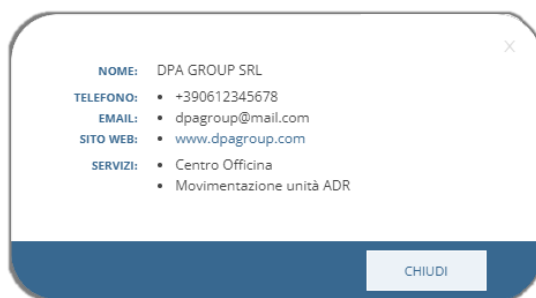 X
NOME: DPA GROUP SRL
TELEFONO: • +390612345678
EMAIL: • dpagroup@mail.com
SITO WEB: • www.dpagroup.com
SERVIZI: • Centro Officina
• Movimentazione unità ADR
CHIUDI